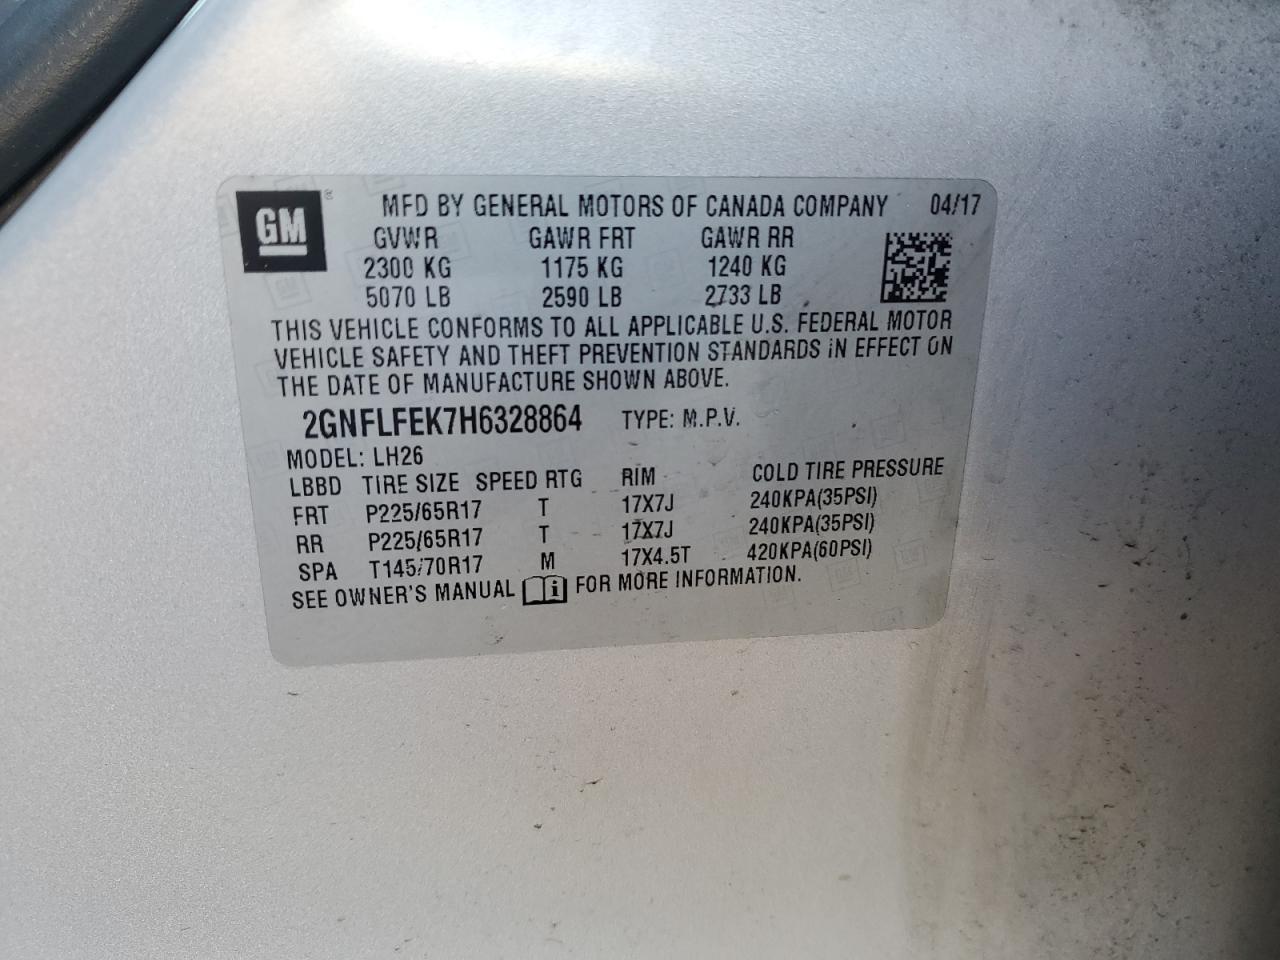 GM ®
MFD BY GENERAL MOTORS OF CANADA COMPANY 04/17
GVWR GAWR FRT GAWR RR
2300 KG 1175 KG 1240 KG
5070 LB 2590 LB 2733 LB
THIS VEHICLE CONFORMS TO ALL APPLICABLE U.S. FEDERAL MOTOR
VEHICLE SAFETY AND THEFT PREVENTION STANDARDS IN EFFECT ON
THE DATE OF MANUFACTURE SHOWN ABOVE.
2GNFLFEK7H6328864 TYPE: M.P.V.
MODEL: LH26
LBBD TIRE SIZE SPEED RTG RIM COLD TIRE PRESSURE
FRT P225/65R17 T 17X7J 240KPA(35PSI)
RR P225/65R17 T 17X7J 240KPA(35PSI)
SPA T145/70R17 M 17X4.5T 420KPA(60PSI)
SEE OWNER'S MANUAL FOR MORE INFORMATION.